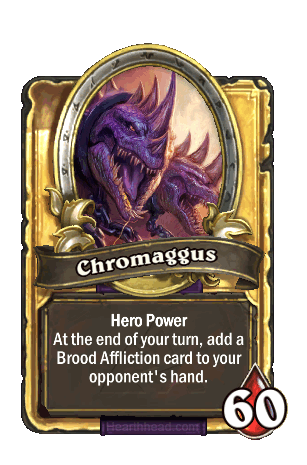 Chromaggus
Hero Power
At the end of your turn, add a
Brood Affliction card to your
opponent's hand.
60
Hearthhead.com